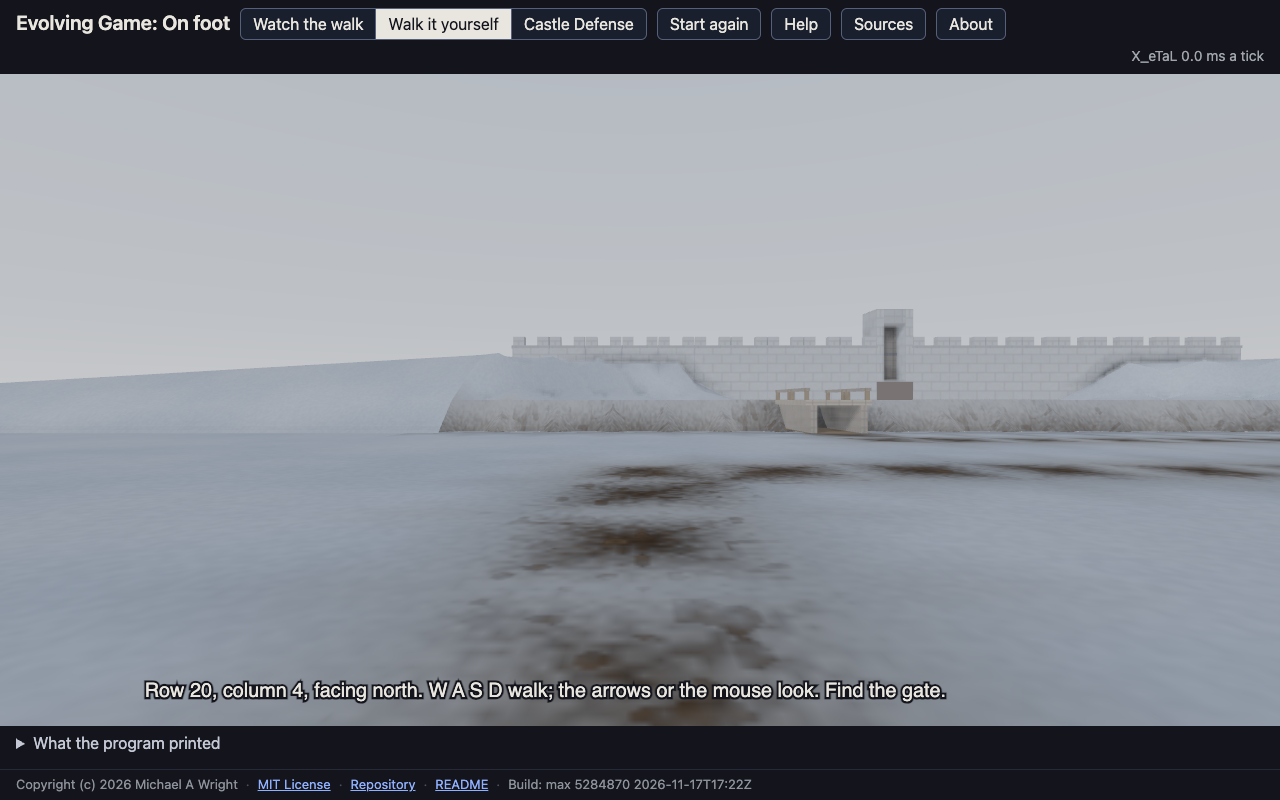 Evolving Game: On foot Watch the walk Walk it yourself Castle Defense Start again Help Sources About
X_eTaL 0.0 ms a tick
Row 20, column 4, facing north. W A S D walk; the arrows or the mouse look. Find the gate.
▶ What the program printed
Copyright (c) 2026 Michael A Wright · MIT License · Repository · README · Build: max 5284870 2026-11-17T17:22Z